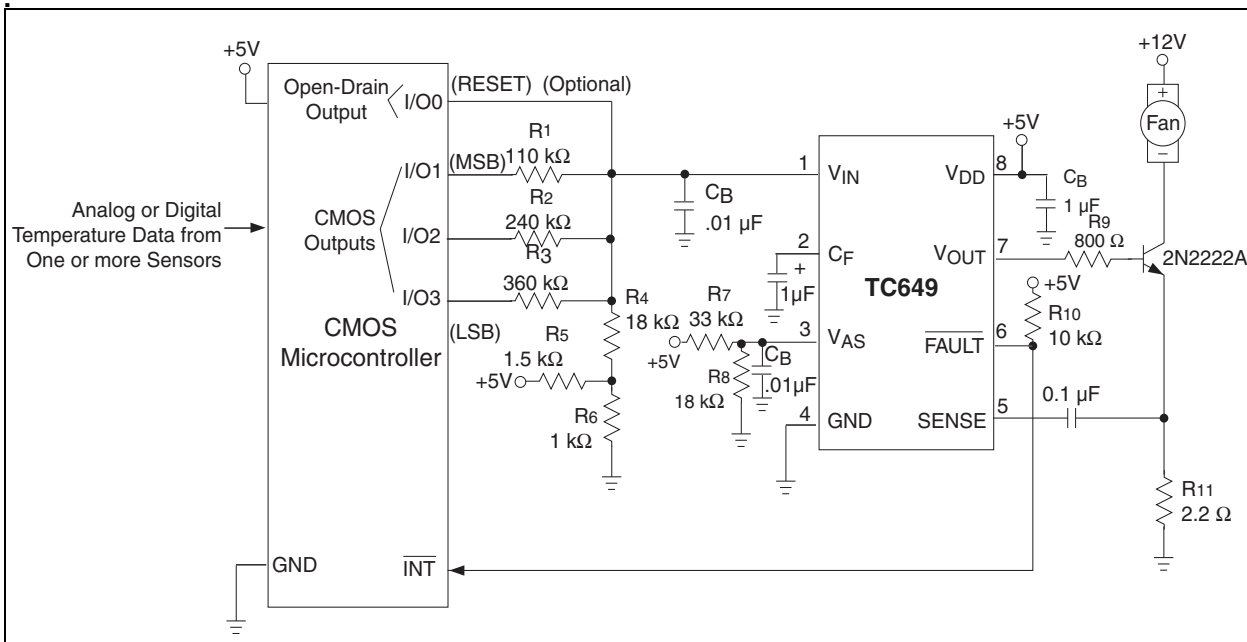 +5V
Open-Drain
Output
I/O0
(RESET) (Optional)
I/O1
(MSB)
R1
110 kΩ
CMOS
Outputs
I/O2
R2
240 kΩ
R3
I/O3
360 kΩ
(LSB)
Analog or Digital
Temperature Data from
One or more Sensors
CMOS
Microcontroller
R4
18 kΩ
R5
1.5 kΩ
+5V
R6
1 kΩ
GND
INT
CB
.01 µF
1
VIN
2
CF
+
1µF
R7
33 kΩ
3
VAS
+5V
R8
18 kΩ
CB
.01µF
4
GND
TC649
+5V
VDD
8
CB
1 µF
VOUT
7
R9
800 Ω
2N2222A
+12V
+
Fan
–
+5V
R10
10 kΩ
FAULT
6
SENSE
5
0.1 µF
R11
2.2 Ω